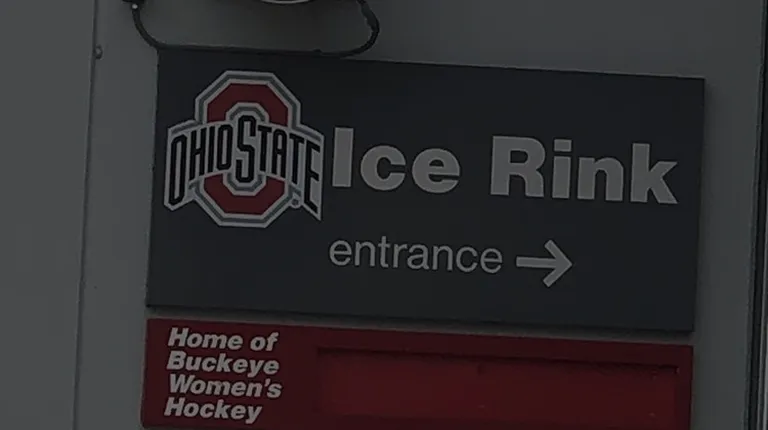 OHIO STATE
Ice Rink
entrance →
Home of
Buckeye
Women's
Hockey